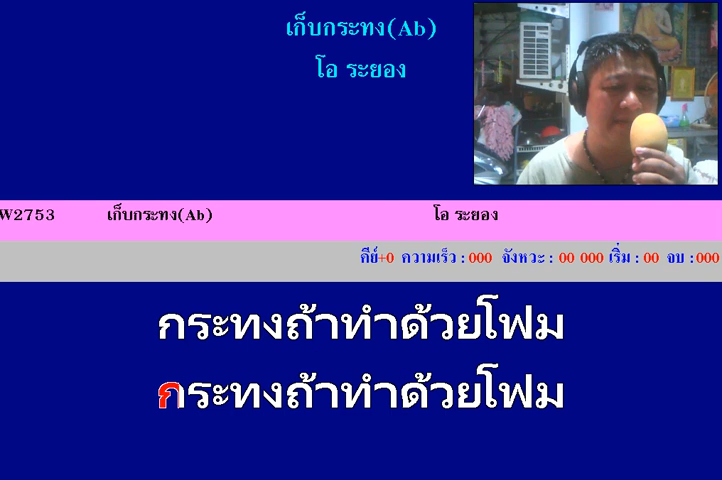 เก็บกระทง(Ab)
โอ ระยอง
W2753 เก็บกระทง(Ab) โอ ระยอง
คีย์+0 ความเร็ว : 000 จังหวะ : 00 000 เริ่ม : 00 จบ :000
กระทงถ้าทำด้วยโฟม
กระทงถ้าทำด้วยโฟม